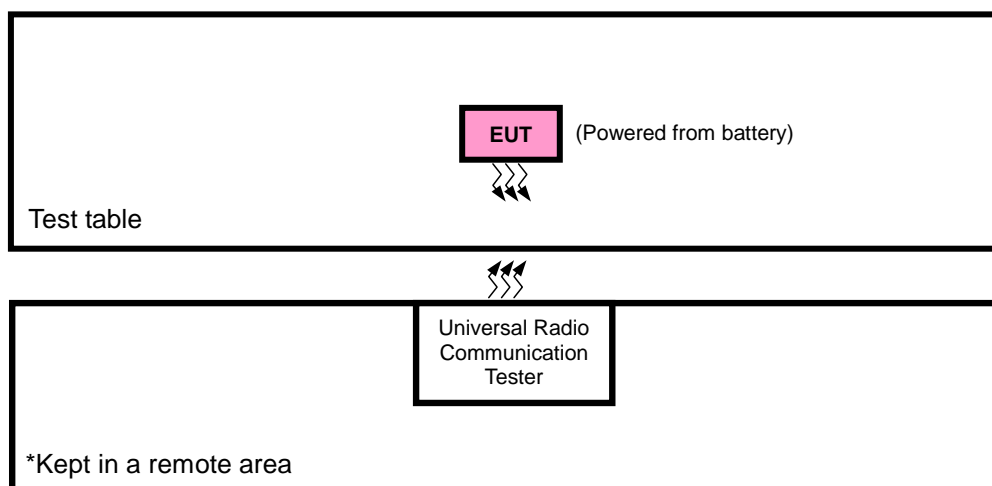 EUT
(Powered from battery)
Test table
Universal Radio
Communication
Tester
*Kept in a remote area